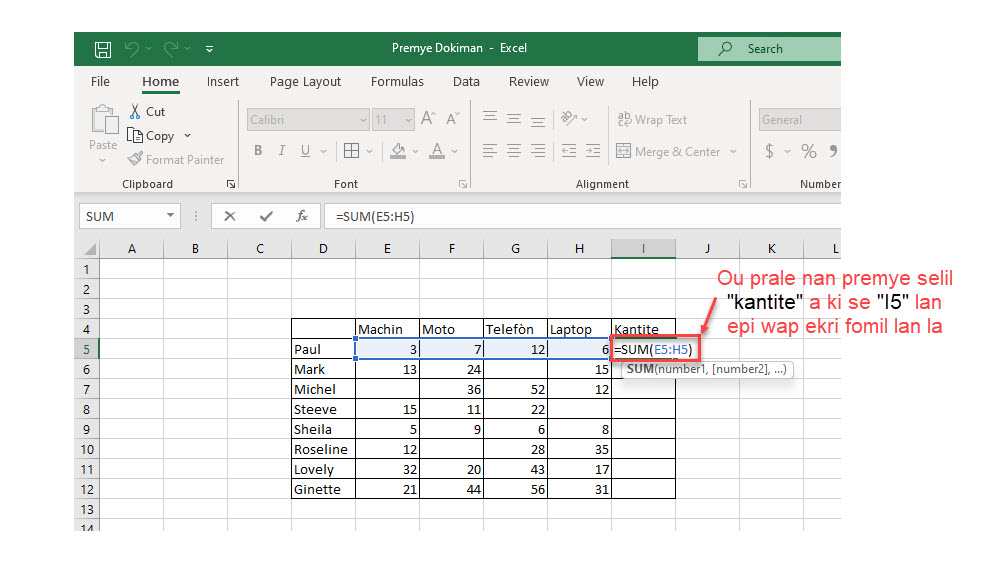 Premye Dokiman - Excel
Search
File Home Insert Page Layout Formulas Data Review View Help
Paste
Cut
Copy
Format Painter
Clipboard
Calibri 11 A A
B I U A
Font
ab Wrap Text
Merge & Center
Alignment
General
$ % 9
Number
SUM fx =SUM(E5:H5)
A B C D E F G H I J K L
1
2
3
4 Machin Moto Telefòn Laptop Kantite
5 Paul 3 7 12 6 =SUM(E5:H5)
SUM(number1, [number2], ...)
6 Mark 13 24 15
7 Michel 36 52 12
8 Steeve 15 11 22
9 Sheila 5 9 6 8
10 Roseline 12 28 35
11 Lovely 32 20 43 17
12 Ginette 21 44 56 31
13
14
Ou prale nan premye selil
"kantite" a ki se "I5" lan
epi wap ekri fomil lan la